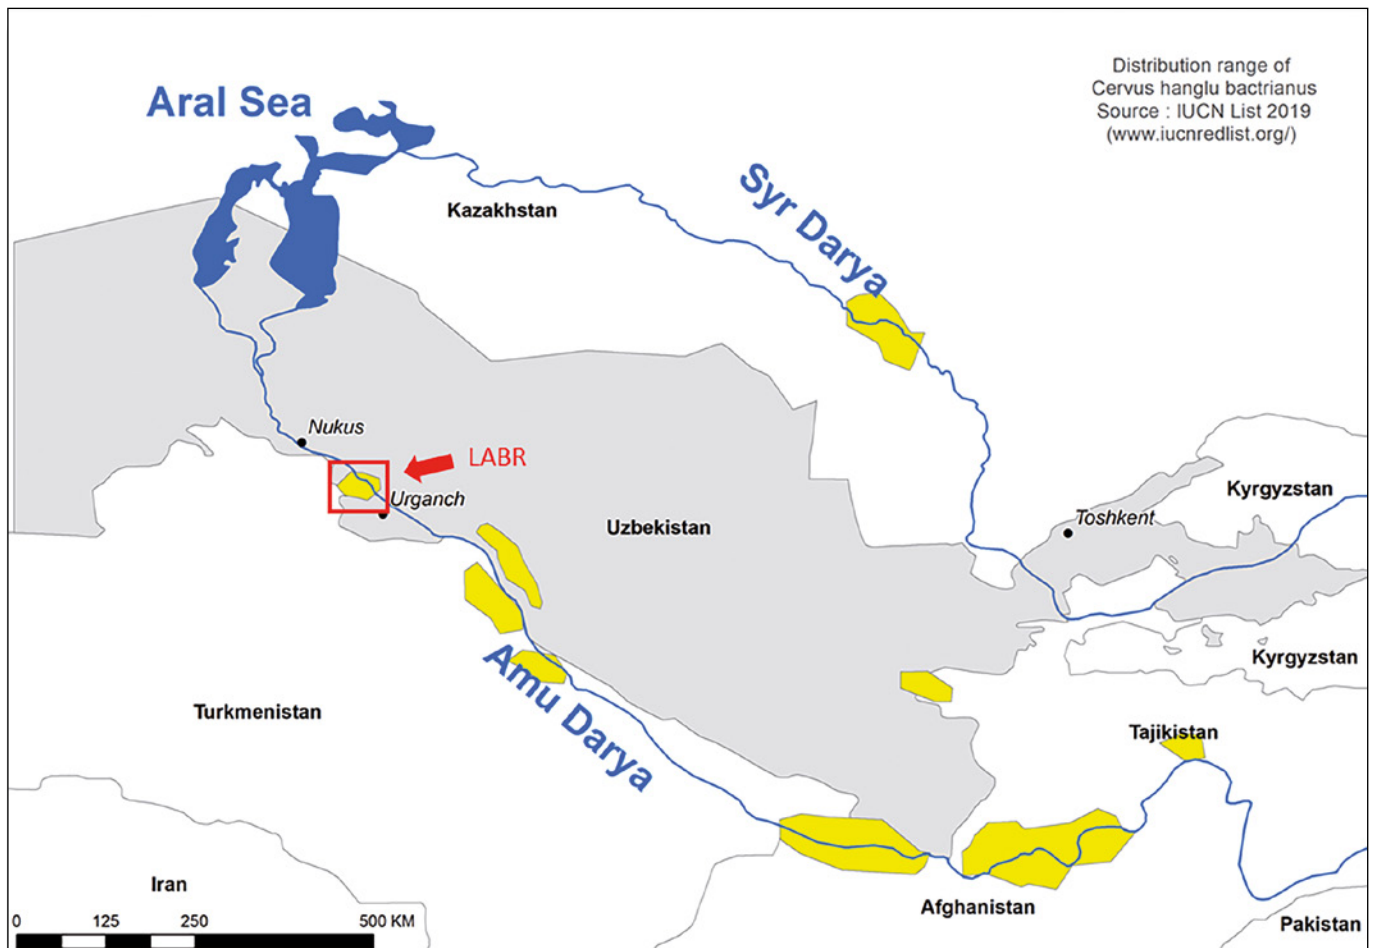 Distribution range of
Cervus hanglu bactrianus
Source : IUCN List 2019
(www.iucnredlist.org/)
Aral Sea
Syr Darya
Kazakhstan
Nukus
LABR
Urganch
Uzbekistan
Kyrgyzstan
Toshkent
Kyrgyzstan
Amu Darya
Turkmenistan
Tajikistan
Iran
Afghanistan
Pakistan
0 125 250 500 KM